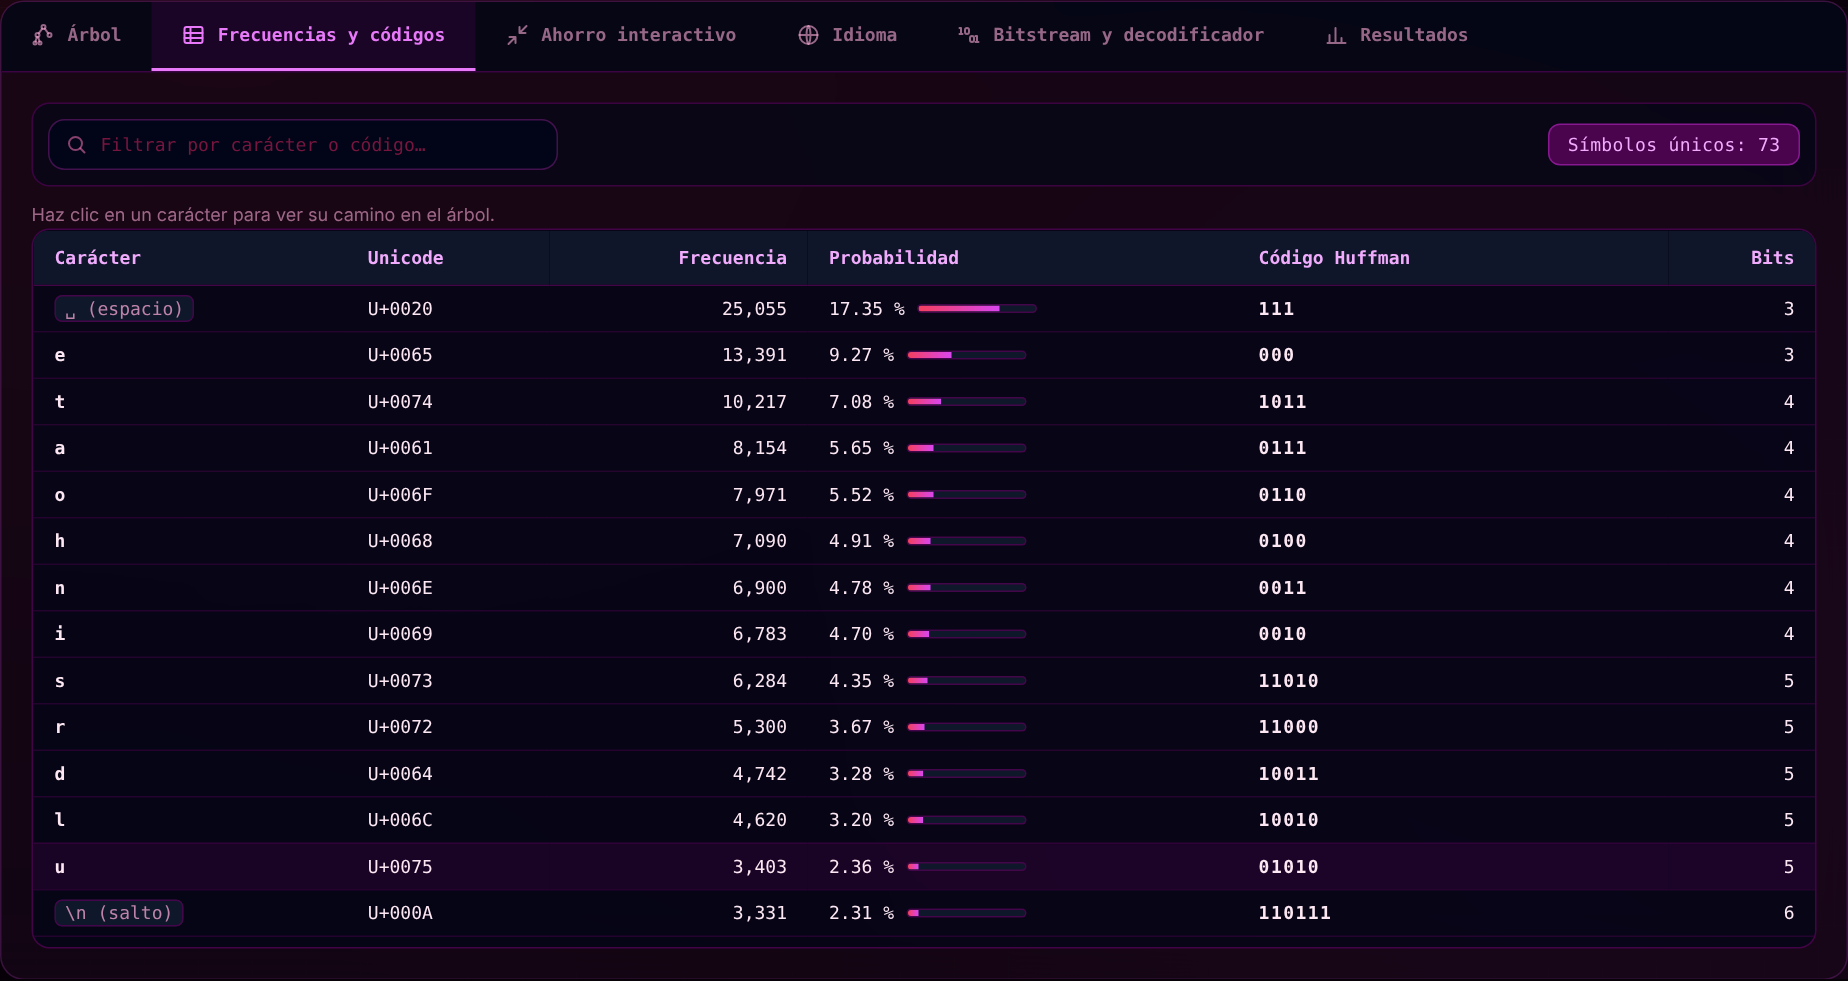 Árbol Frecuencias y códigos Ahorro interactivo Idioma Bitstream y decodificador Resultados
Filtrar por carácter o código… Símbolos únicos: 73
Haz clic en un carácter para ver su camino en el árbol.
Carácter Unicode Frecuencia Probabilidad Código Huffman Bits
␣ (espacio) U+0020 25,055 17.35 % 111 3
e U+0065 13,391 9.27 % 000 3
t U+0074 10,217 7.08 % 1011 4
a U+0061 8,154 5.65 % 0111 4
o U+006F 7,971 5.52 % 0110 4
h U+0068 7,090 4.91 % 0100 4
n U+006E 6,900 4.78 % 0011 4
i U+0069 6,783 4.70 % 0010 4
s U+0073 6,284 4.35 % 11010 5
r U+0072 5,300 3.67 % 11000 5
d U+0064 4,742 3.28 % 10011 5
l U+006C 4,620 3.20 % 10010 5
u U+0075 3,403 2.36 % 01010 5
\n (salto) U+000A 3,331 2.31 % 110111 6